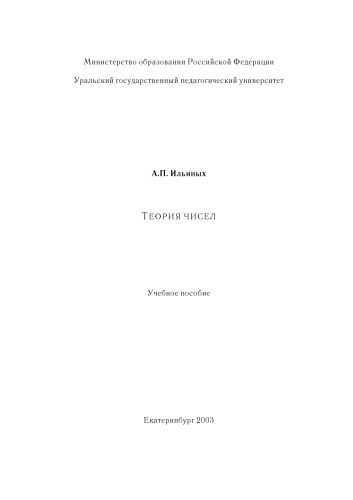 Министерство образования Российской Федерации
Уральский государственный педагогический университет
А.П. Ильиных
Теория чисел
Учебное пособие
Екатеринбург 2003